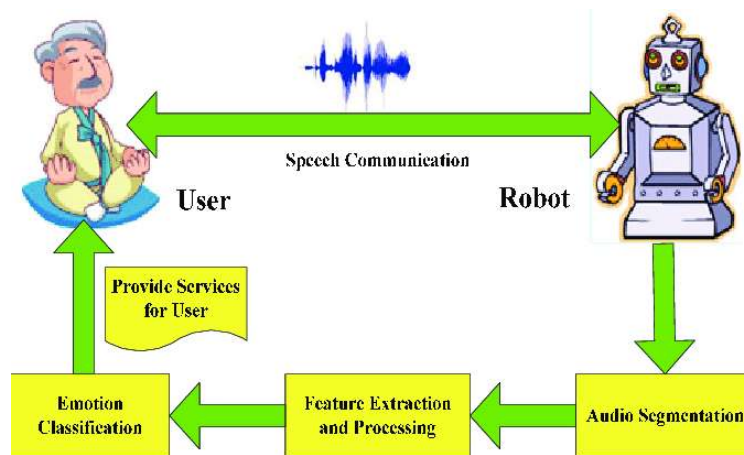 Speech Communication
User
Robot
Provide Services
for User
Emotion
Classification
Feature Extraction
and Processing
Audio Segmentation